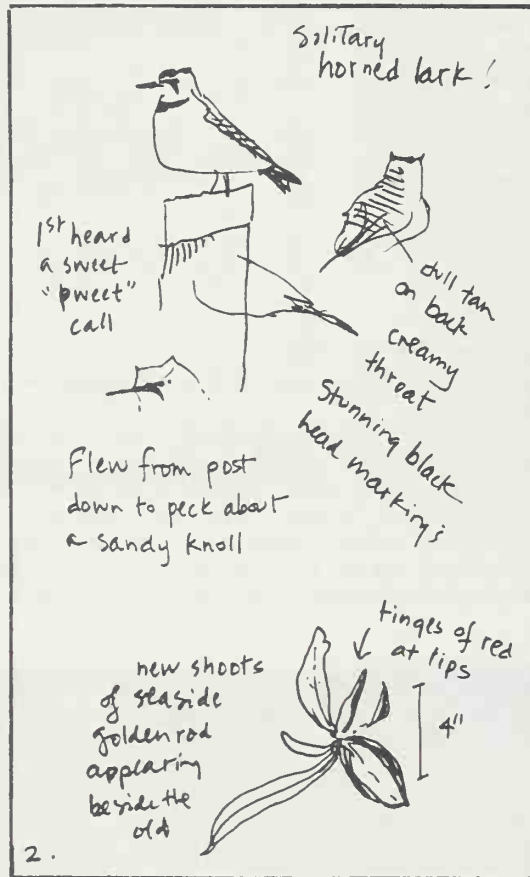 Solitary
horned lark!
1st heard
a sweet
"pweet"
call
dull tan
on back
creamy
throat
Stunning black
head markings
Flew from post
down to peck about
a sandy knoll
tinges of red
at tips
4"
new shoots
of seaside
goldenrod
appearing
beside the
old
2.